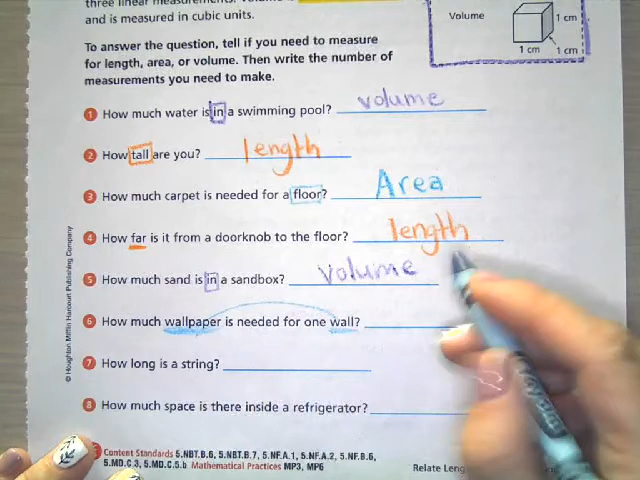 three linear measurements.
and is measured in cubic units.
Volume
1 cm
1 cm
1 cm
To answer the question, tell if you need to measure
for length, area, or volume. Then write the number of
measurements you need to make.
1 How much water is in a swimming pool? volume
2 How tall are you? length
3 How much carpet is needed for a floor? Area
4 How far is it from a doorknob to the floor? length
5 How much sand is in a sandbox? volume
6 How much wallpaper is needed for one wall?
7 How long is a string?
8 How much space is there inside a refrigerator?
© Houghton Mifflin Harcourt Publishing Company
Content Standards 5.NBT.B.6, 5.NBT.B.7, 5.NF.A.1, 5.NF.A.2, 5.NF.B.6,
5.MD.C.3, 5.MD.C.5.b Mathematical Practices MP3, MP6
Relate Leng